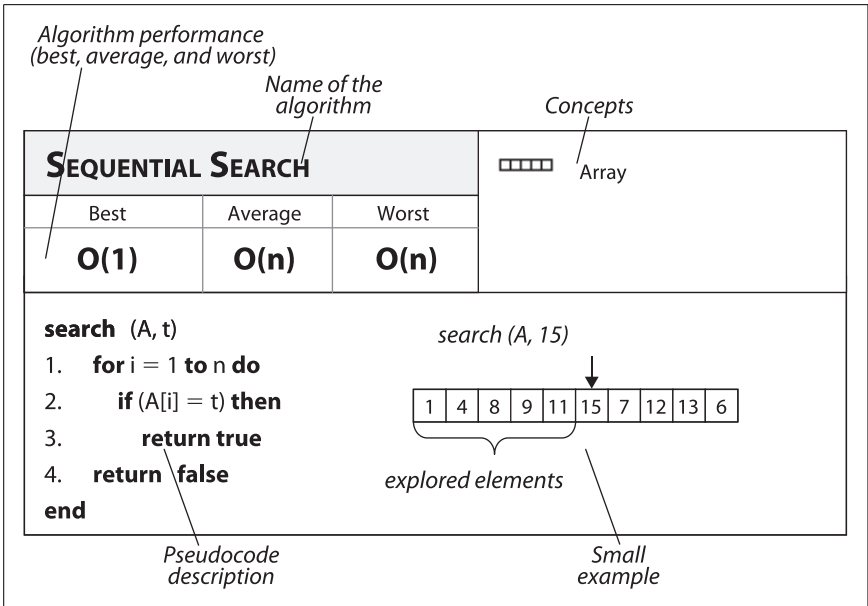 Algorithm performance
(best, average, and worst)
Name of the
algorithm
Concepts
SEQUENTIAL SEARCH
Array
Best Average Worst
O(1) O(n) O(n)
search (A, t)
1. for i = 1 to n do
2. if (A[i] = t) then
3. return true
4. return false
end
search (A, 15)
1 4 8 9 11 15 7 12 13 6
explored elements
Pseudocode
description
Small
example